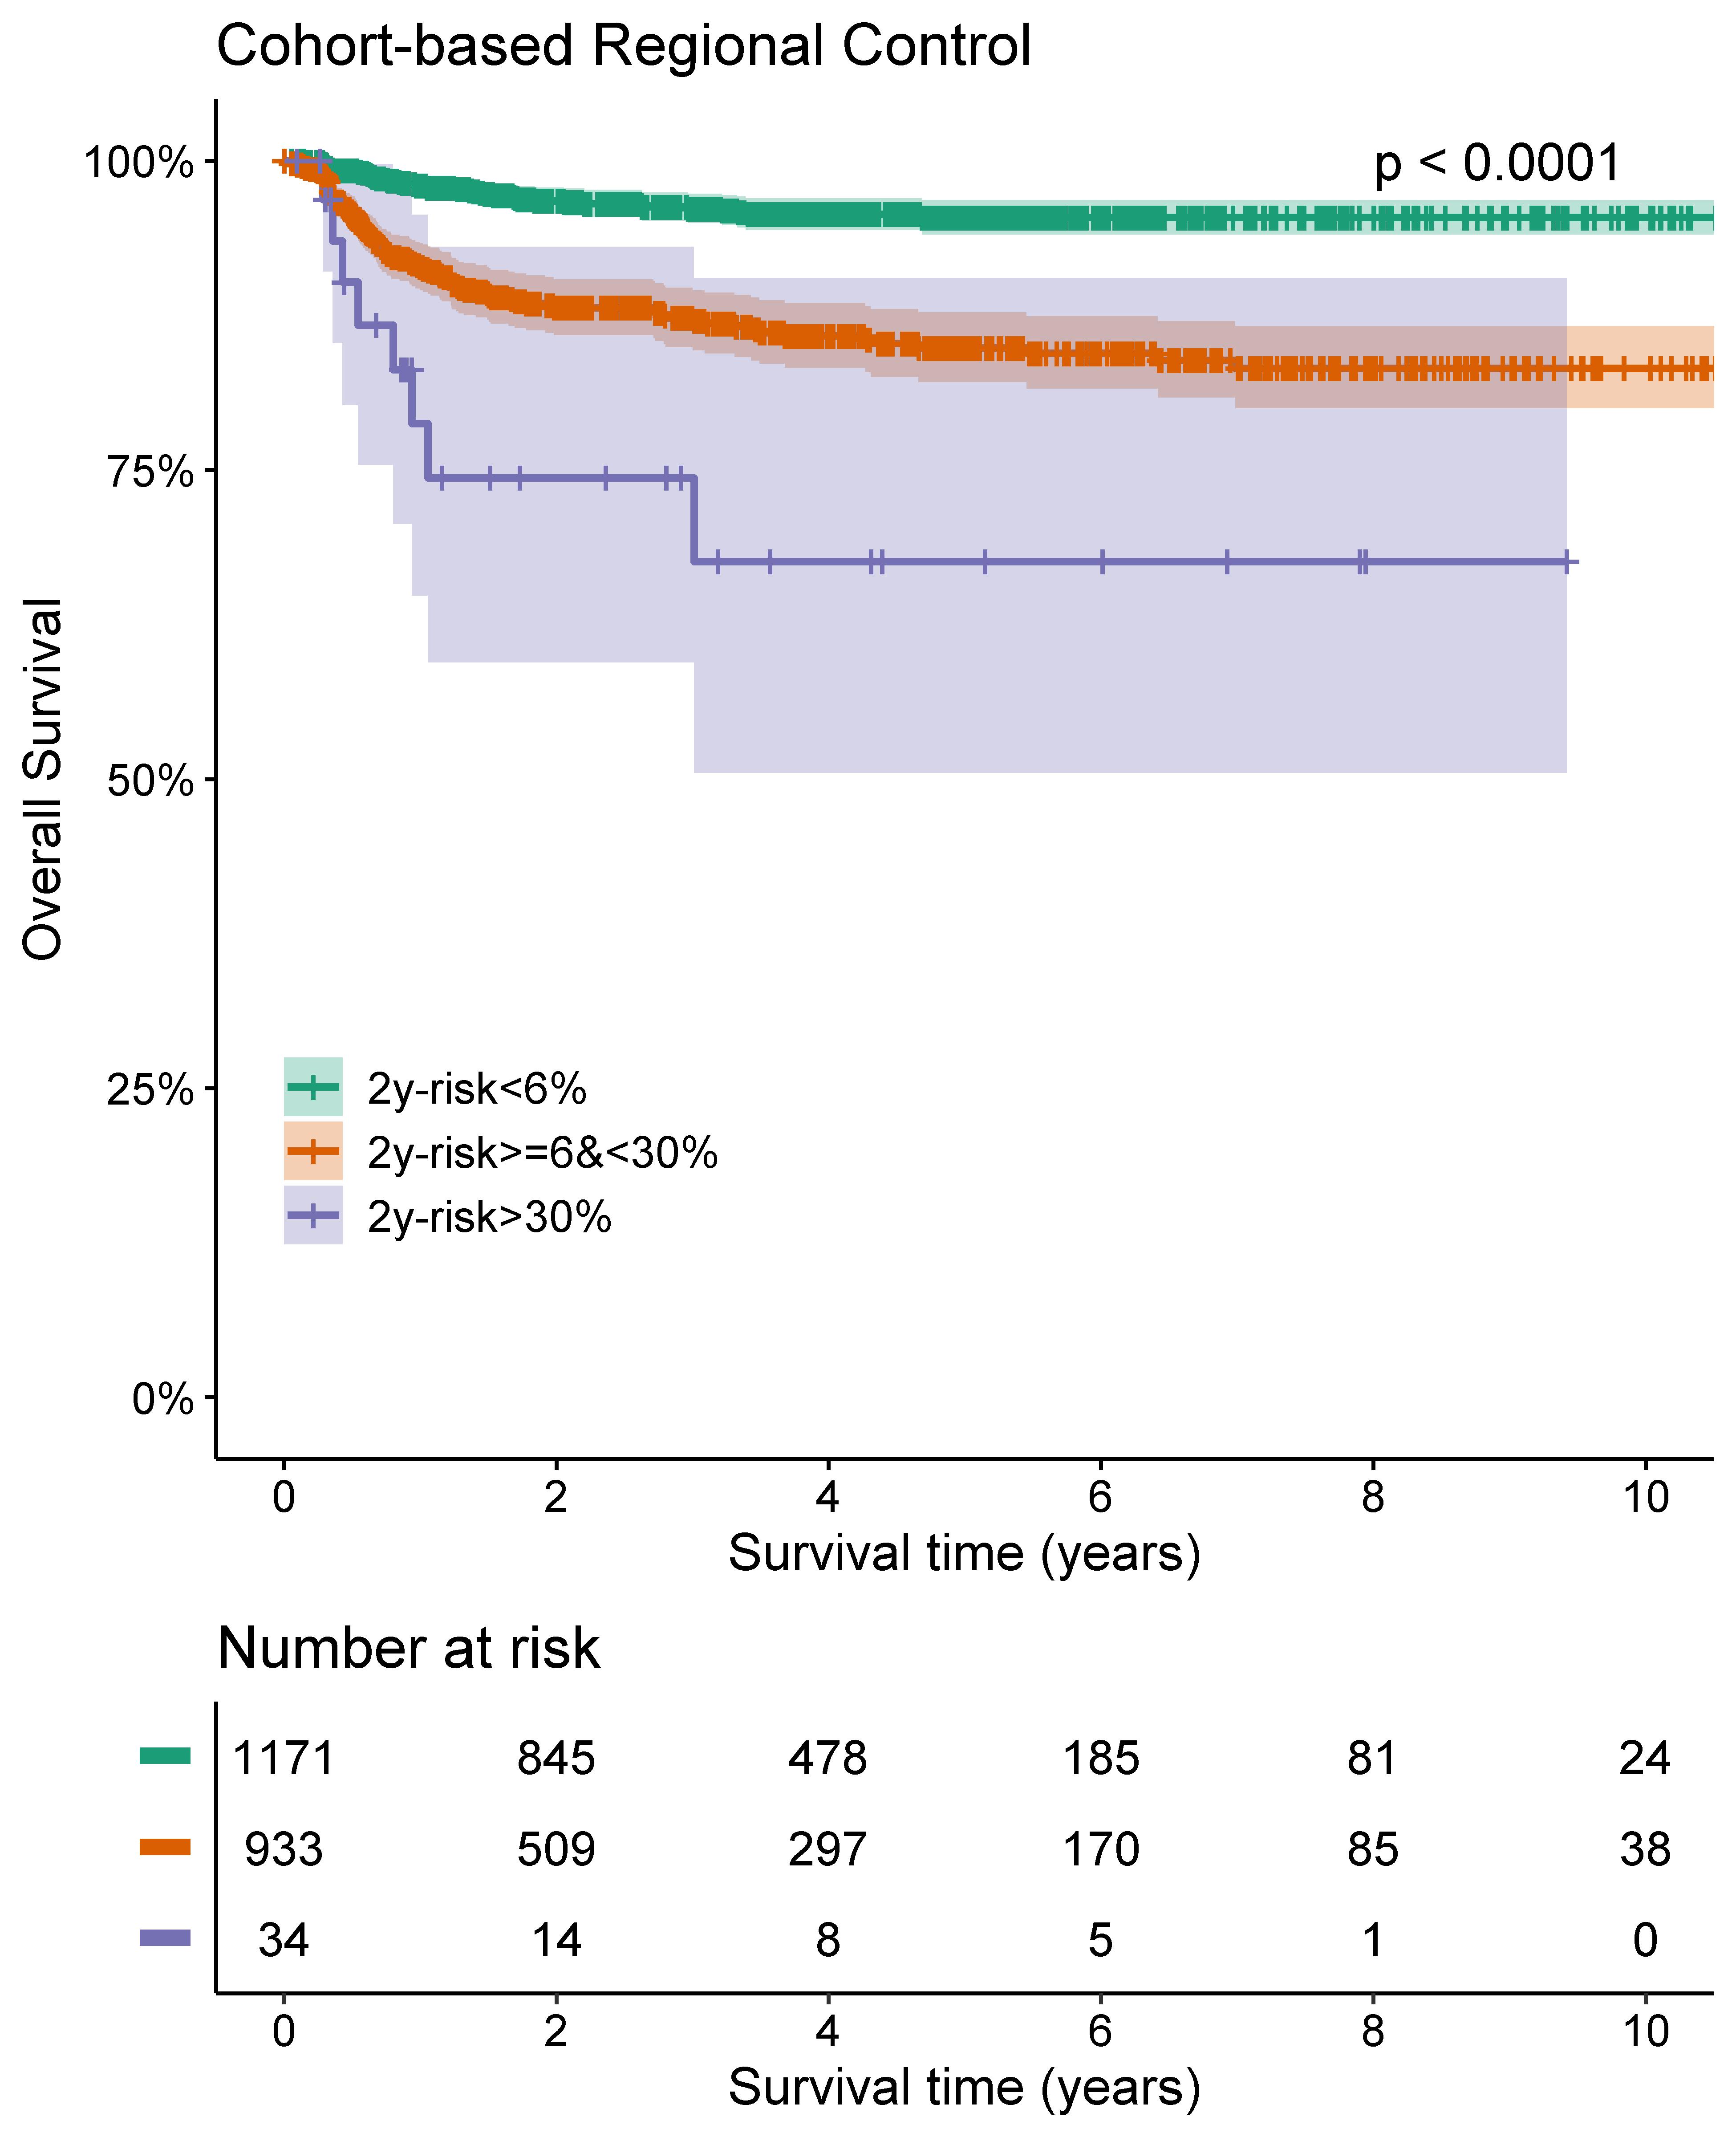 Cohort-based Regional Control
100%
p < 0.0001
75%
50%
25%
0%
Overall Survival
2y-risk<6%
2y-risk>=6&<30%
2y-risk>30%
0 2 4 6 8 10
Survival time (years)
Number at risk
1171 845 478 185 81 24
933 509 297 170 85 38
34 14 8 5 1 0
0 2 4 6 8 10
Survival time (years)